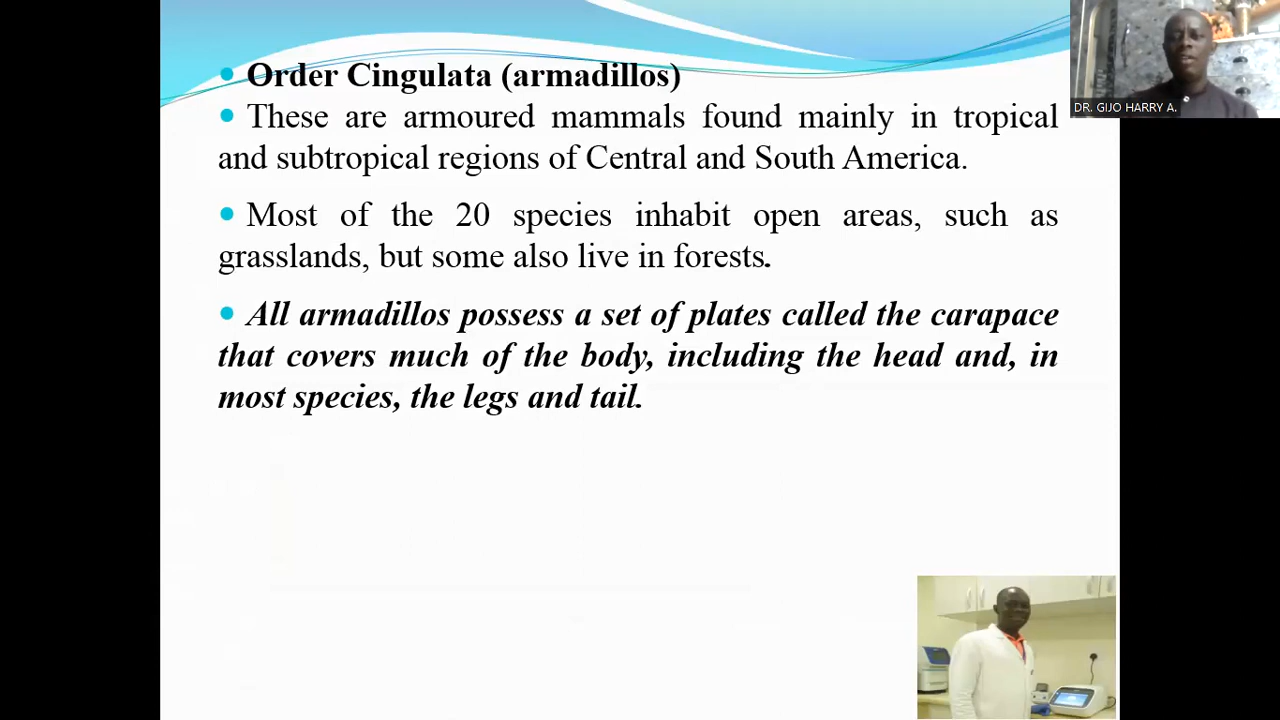 Order Cingulata (armadillos)
These are armoured mammals found mainly in tropical
and subtropical regions of Central and South America.
Most of the 20 species inhabit open areas, such as
grasslands, but some also live in forests.
All armadillos possess a set of plates called the carapace
that covers much of the body, including the head and, in
most species, the legs and tail.
DR. GIJO HARRY A.